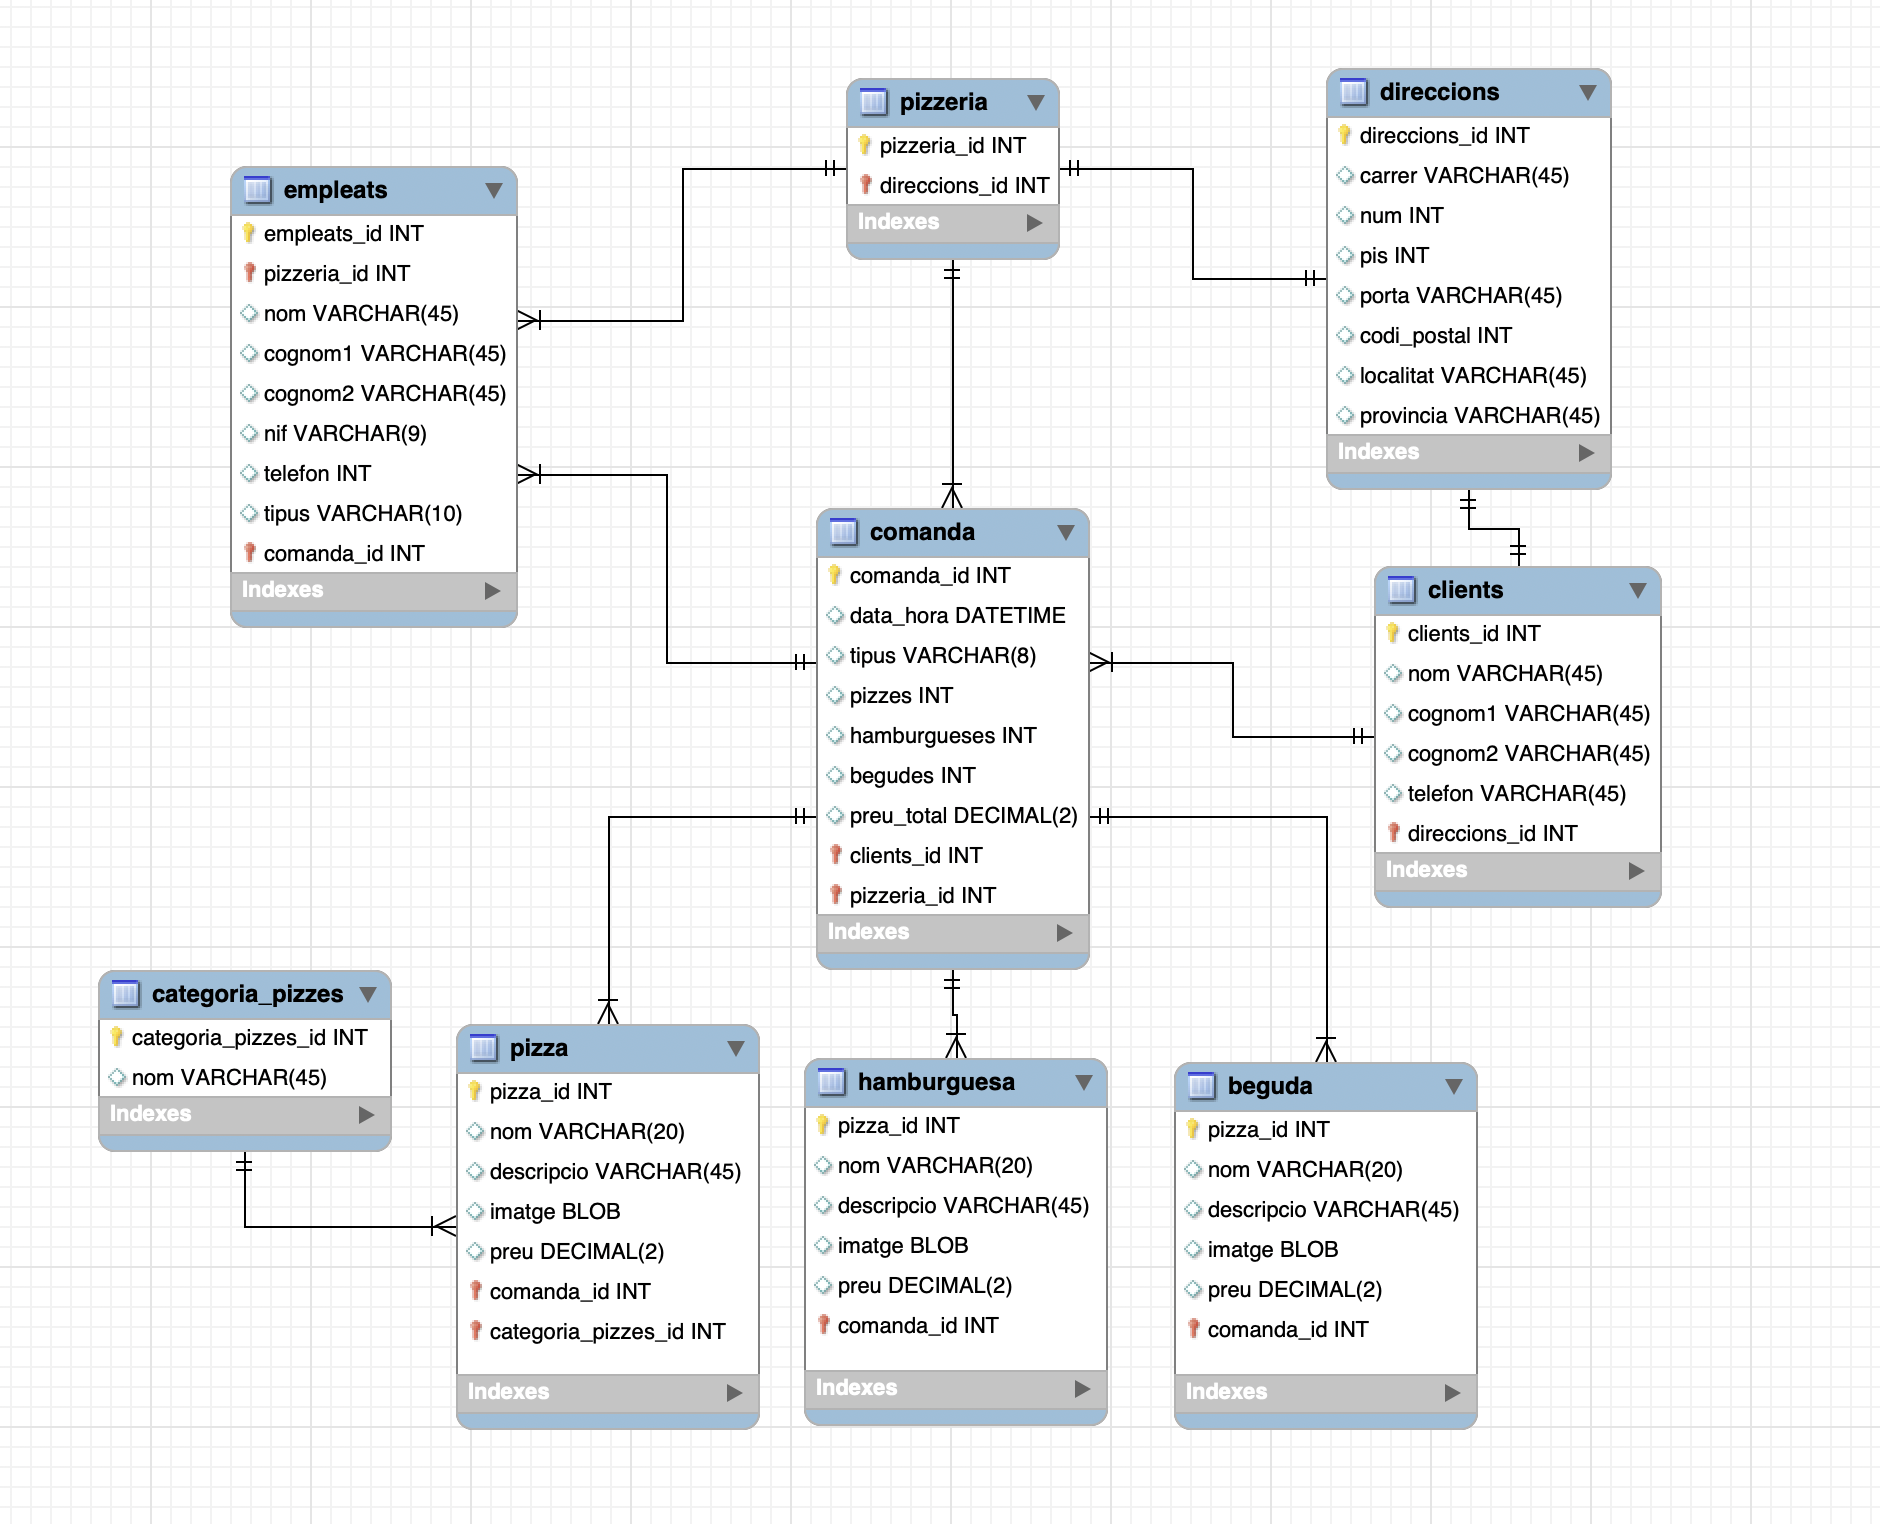 pizzeria
pizzeria_id INT
direccions_id INT
Indexes
direccions
direccions_id INT
carrer VARCHAR(45)
num INT
pis INT
porta VARCHAR(45)
codi_postal INT
localitat VARCHAR(45)
provincia VARCHAR(45)
Indexes
empleats
empleats_id INT
pizzeria_id INT
nom VARCHAR(45)
cognom1 VARCHAR(45)
cognom2 VARCHAR(45)
nif VARCHAR(9)
telefon INT
tipus VARCHAR(10)
comanda_id INT
Indexes
comanda
comanda_id INT
data_hora DATETIME
tipus VARCHAR(8)
pizzes INT
hamburgueses INT
begudes INT
preu_total DECIMAL(2)
clients_id INT
pizzeria_id INT
Indexes
clients
clients_id INT
nom VARCHAR(45)
cognom1 VARCHAR(45)
cognom2 VARCHAR(45)
telefon VARCHAR(45)
direccions_id INT
Indexes
categoria_pizzes
categoria_pizzes_id INT
nom VARCHAR(45)
Indexes
pizza
pizza_id INT
nom VARCHAR(20)
descripcio VARCHAR(45)
imatge BLOB
preu DECIMAL(2)
comanda_id INT
categoria_pizzes_id INT
Indexes
hamburguesa
pizza_id INT
nom VARCHAR(20)
descripcio VARCHAR(45)
imatge BLOB
preu DECIMAL(2)
comanda_id INT
Indexes
beguda
pizza_id INT
nom VARCHAR(20)
descripcio VARCHAR(45)
imatge BLOB
preu DECIMAL(2)
comanda_id INT
Indexes